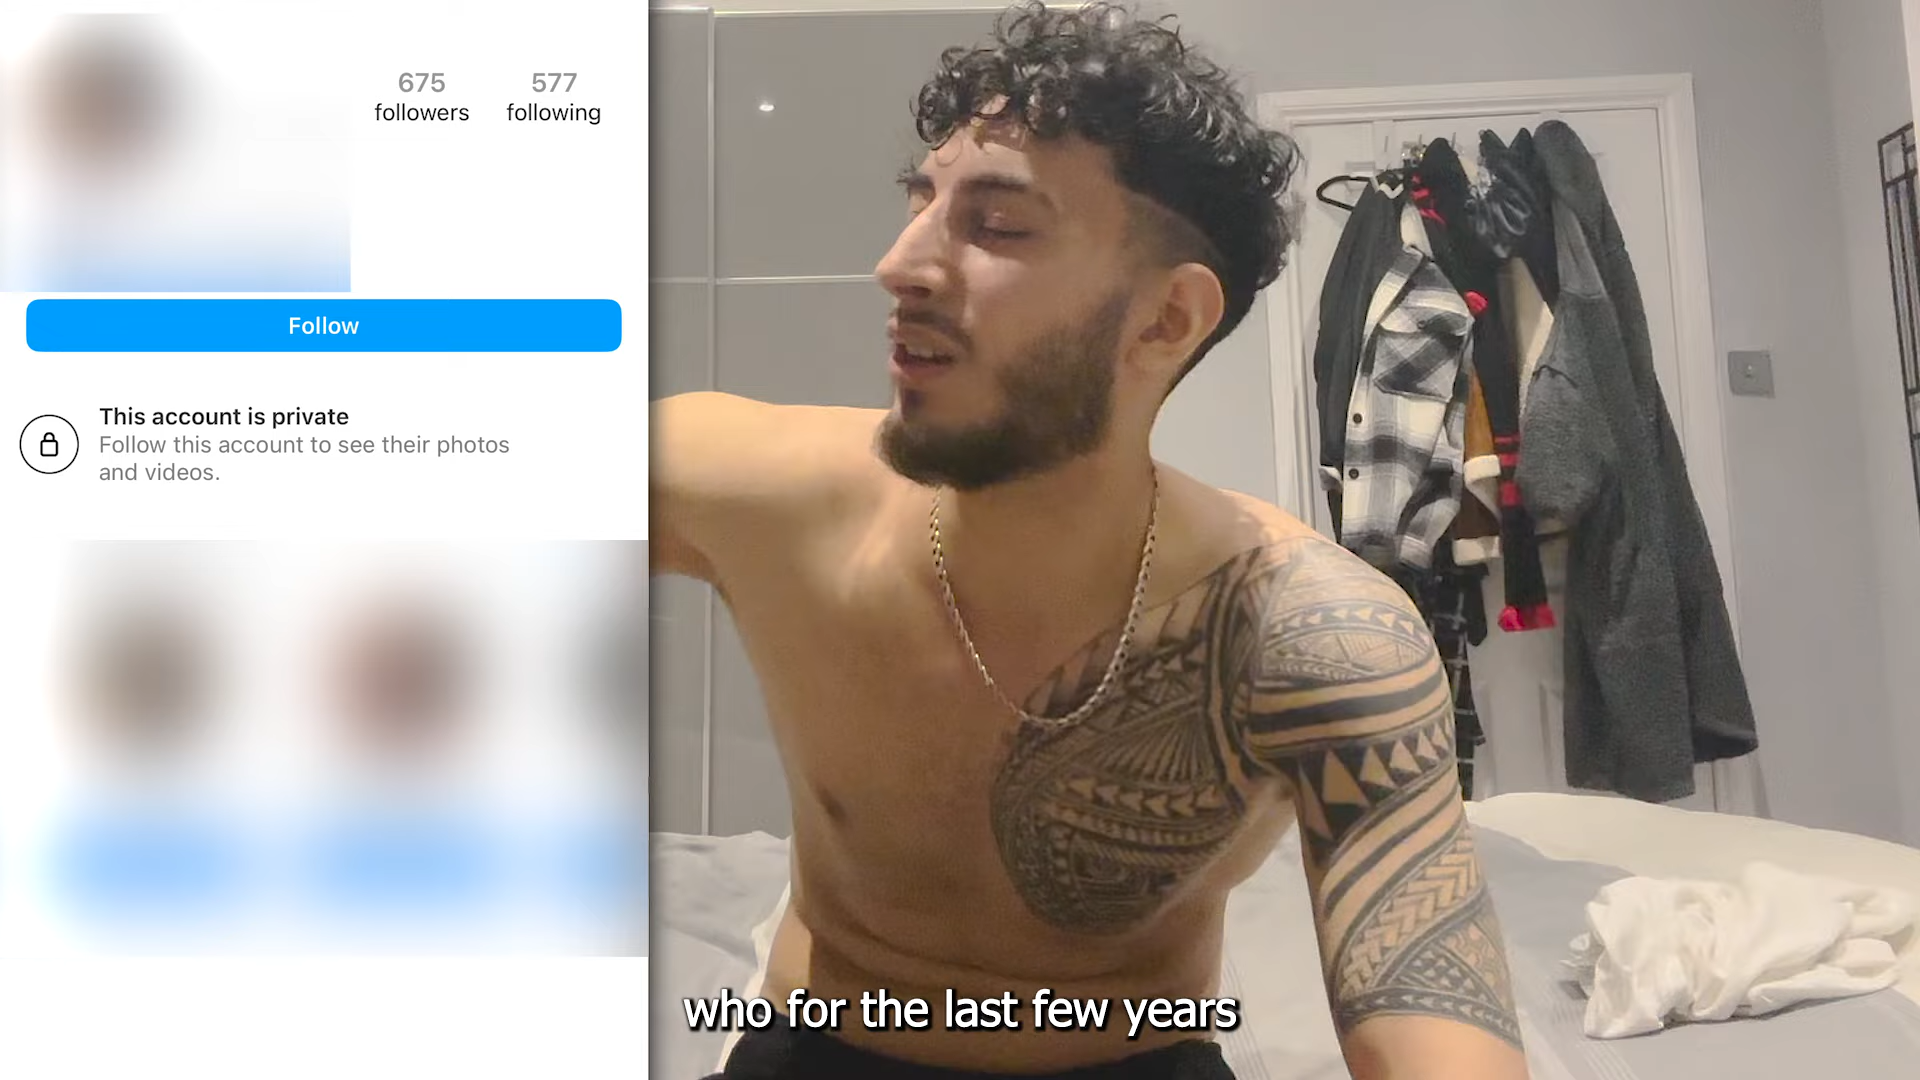 675
followers
577
following
Follow
This account is private
Follow this account to see their photos
and videos.
who for the last few years